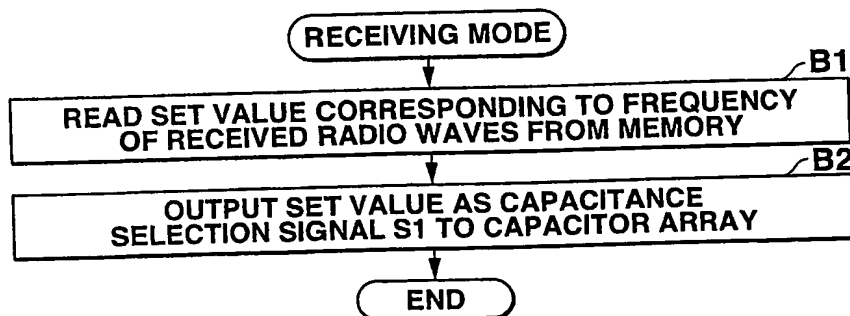 RECEIVING MODE
B1
READ SET VALUE CORRESPONDING TO FREQUENCY
OF RECEIVED RADIO WAVES FROM MEMORY
B2
OUTPUT SET VALUE AS CAPACITANCE
SELECTION SIGNAL S1 TO CAPACITOR ARRAY
END